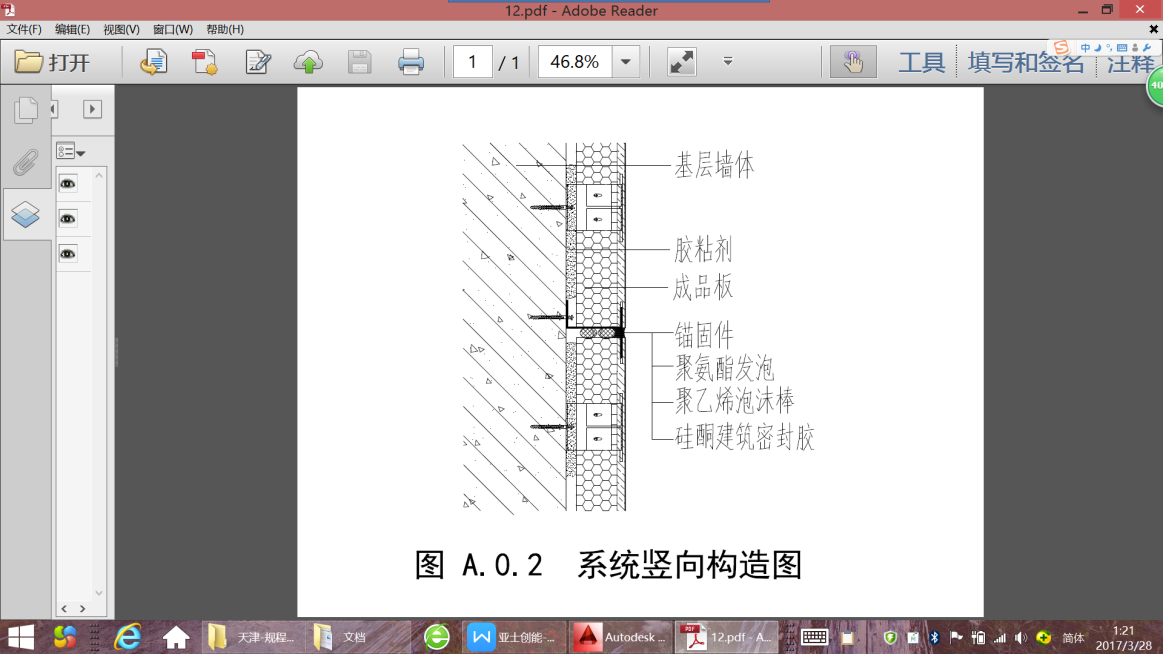 12.pdf - Adobe Reader
文件(F) 编辑(E) 视图(V) 窗口(W) 帮助(H)
打开 1 / 1 46.8% 工具 填写和签名 注释
中
40
基层墙体
胶粘剂
成品板
锚固件
聚氨酯发泡
聚乙烯泡沫棒
硅酮建筑密封胶
图 A.0.2 系统竖向构造图
天津-规程... 文档 亚士创能-... Autodesk ... 12.pdf - A... 简体
1:21
2017/3/28